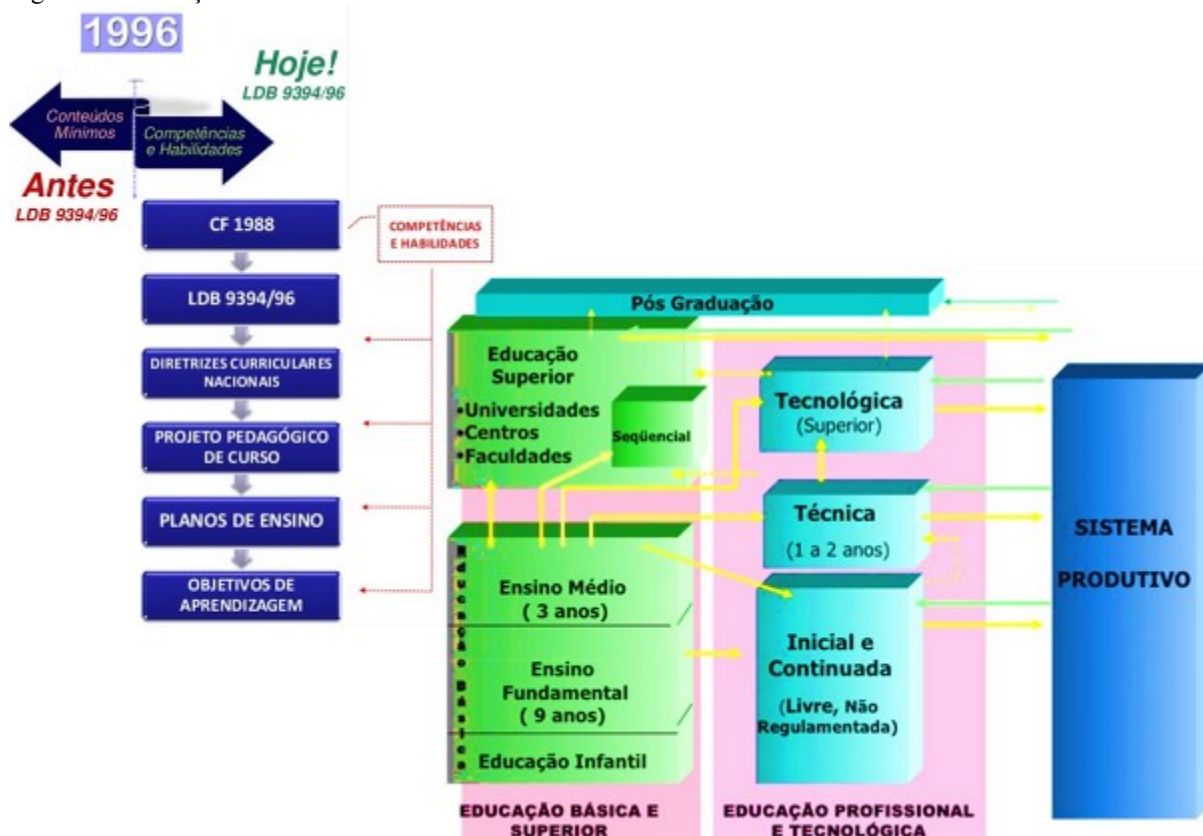 1996
Hoje!
LDB 9394/96
Conteúdos
Mínimos
Competências
e Habilidades
Antes
LDB 9394/96
CF 1988
LDB 9394/96
DIRETRIZES CURRICULARES
NACIONAIS
PROJETO PEDAGÓGICO
DE CURSO
PLANOS DE ENSINO
OBJETIVOS DE
APRENDIZAGEM
COMPETÊNCIAS
E HABILIDADES
Pós Graduação
Educação
Superior
•Universidades
•Centros
•Faculdades
Seqüencial
Educação Básica
Ensino Médio
( 3 anos)
Ensino
Fundamental
( 9 anos)
Educação Infantil
EDUCAÇÃO BÁSICA E
SUPERIOR
Tecnológica
(Superior)
Técnica
(1 a 2 anos)
Inicial e
Continuada
(Livre, Não
Regulamentada)
EDUCAÇÃO PROFISSIONAL
E TECNOLÓGICA
SISTEMA
PRODUTIVO